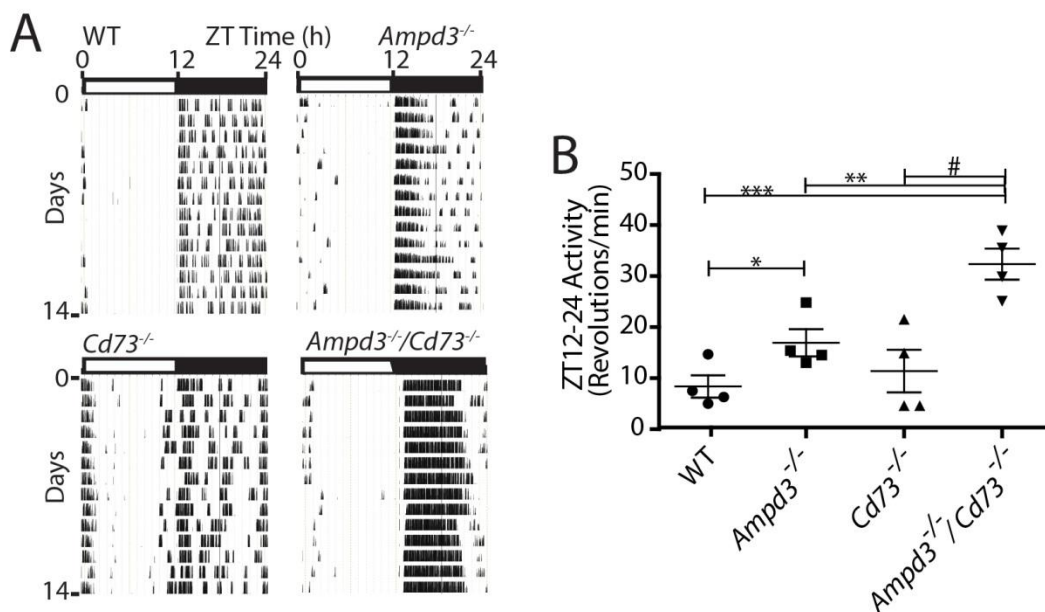 A
WT ZT Time (h) Ampd3-/-
0 12 24 0 12 24
0
Days
14
Cd73-/- Ampd3-/-/Cd73-/-
0
Days
14
B
ZT12-24 Activity
(Revolutions/min)
50
40
30
20
10
0
*** ** #
*
WT
Ampd3-/-
Cd73-/-
Ampd3-/-/Cd73-/-